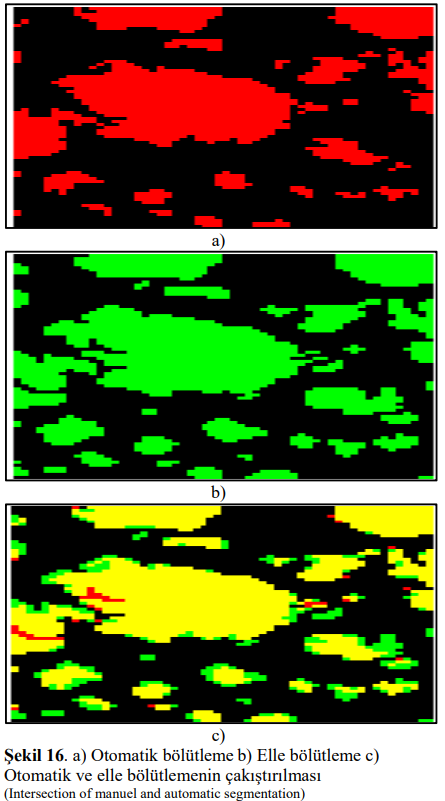 a)
b)
c)
Şekil 16. a) Otomatik bölütleme b) Elle bölütleme c)
Otomatik ve elle bölütlemenin çakıştırılması
(Intersection of manuel and automatic segmentation)